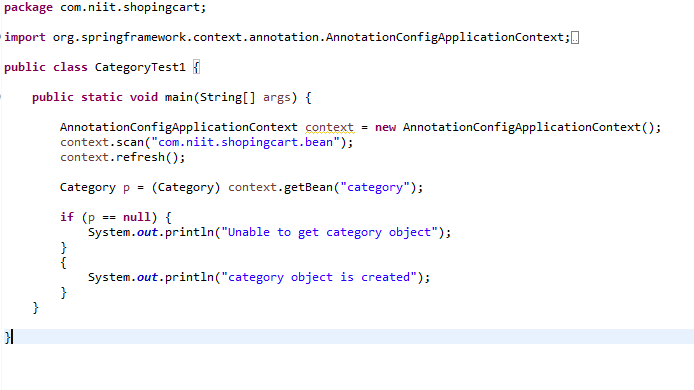 package com.niit.shopingcart;
import org.springframework.context.annotation.AnnotationConfigApplicationContext;
public class CategoryTest1 {
public static void main(String[] args) {
AnnotationConfigApplicationContext context = new AnnotationConfigApplicationContext();
context.scan("com.niit.shopingcart.bean");
context.refresh();
Category p = (Category) context.getBean("category");
if (p == null) {
System.out.println("Unable to get category object");
}
{
System.out.println("category object is created");
}
}
}